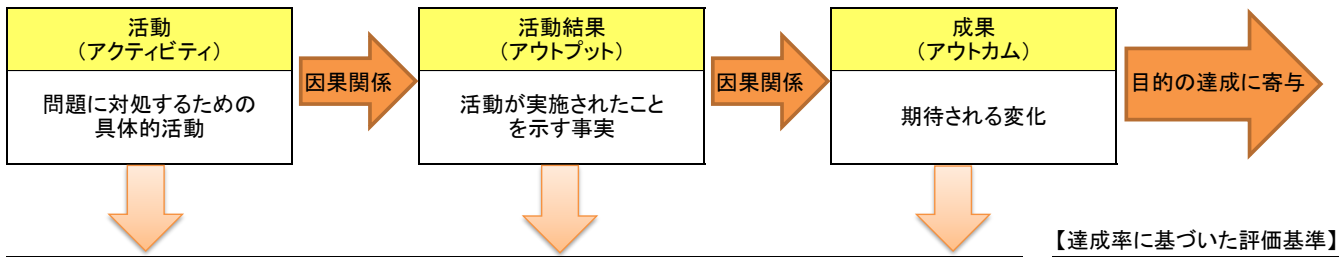 活動
（アクティビティ）
問題に対処するための
具体的活動
因果関係
活動結果
（アウトプット）
活動が実施されたこと
を示す事実
因果関係
成果
（アウトカム）
期待される変化
目的の達成に寄与
【達成率に基づいた評価基準】